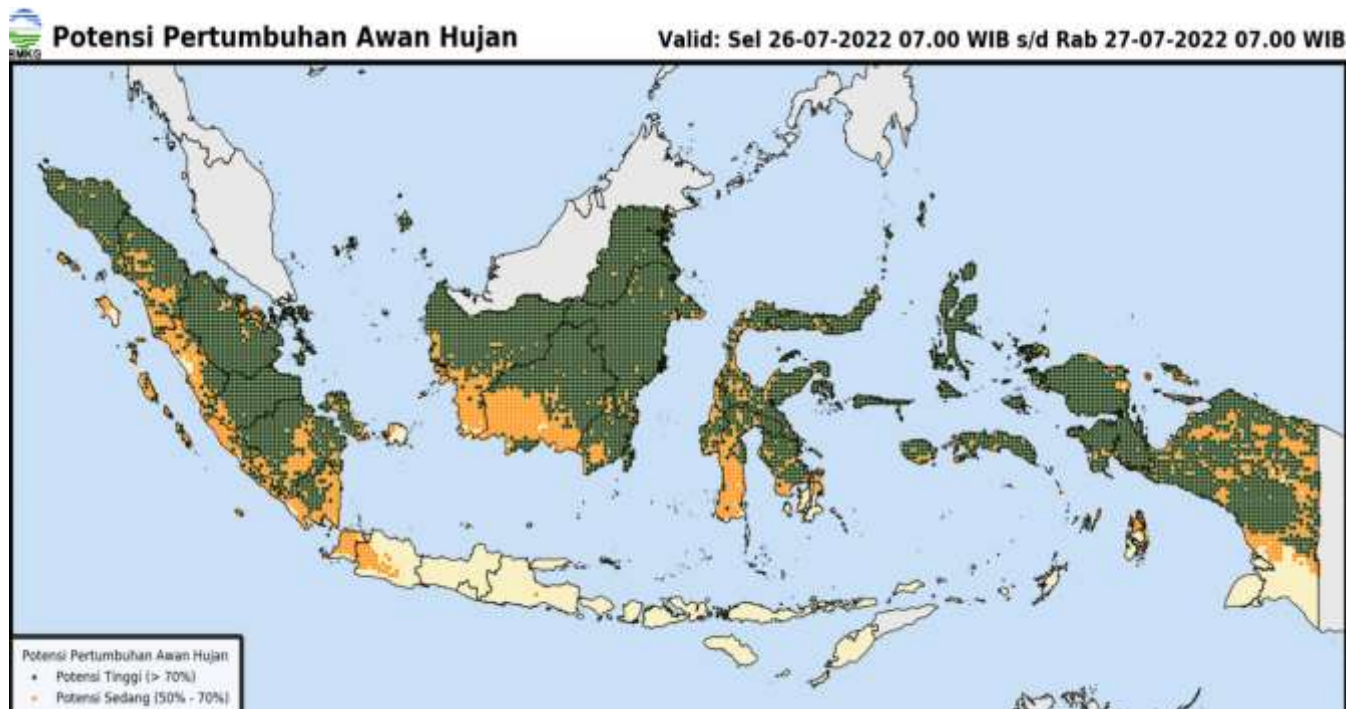 BMKG
Potensi Pertumbuhan Awan Hujan
Valid: Sel 26-07-2022 07.00 WIB s/d Rab 27-07-2022 07.00 WIB
Potensi Pertumbuhan Awan Hujan
Potensi Tinggi (> 70%)
Potensi Sedang (50% - 70%)